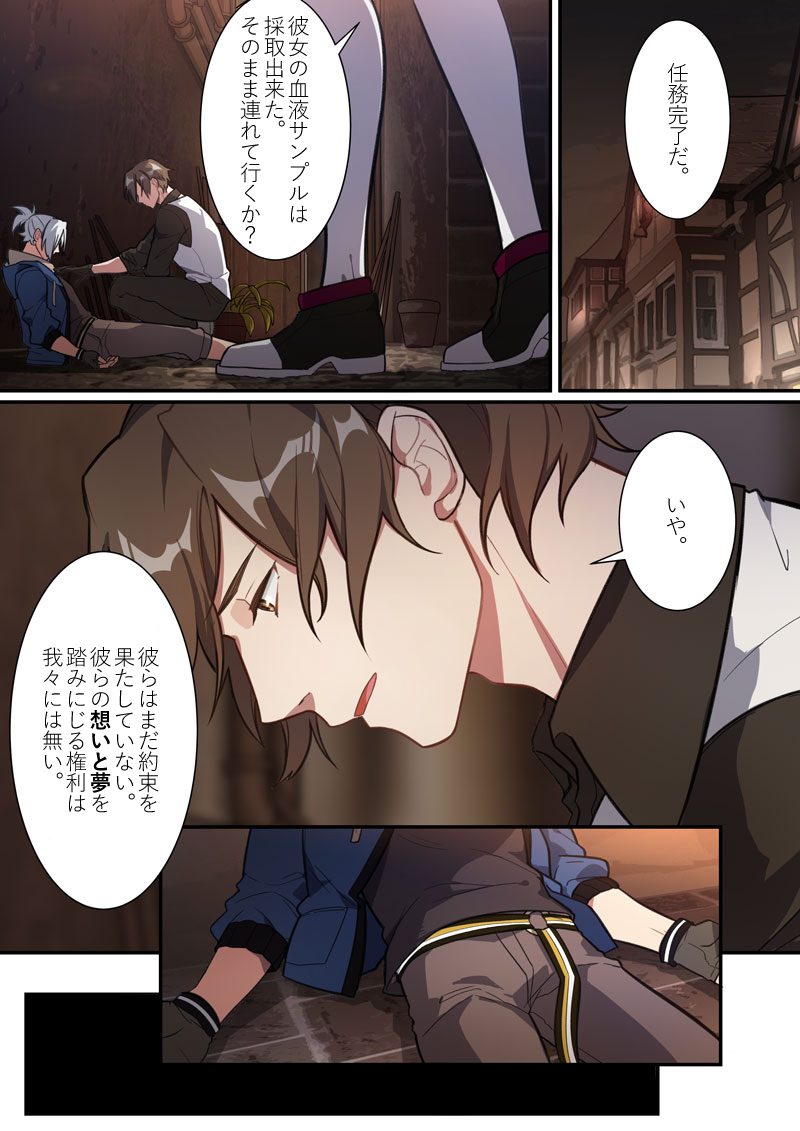 任務完了だ。
彼女の血液サンプルは
採取出来た。
そのまま連れて行くか？
いや。
彼らはまだ約束を
果たしていない。
彼らの想いと夢を
踏みにじる権利は
我々には無い。